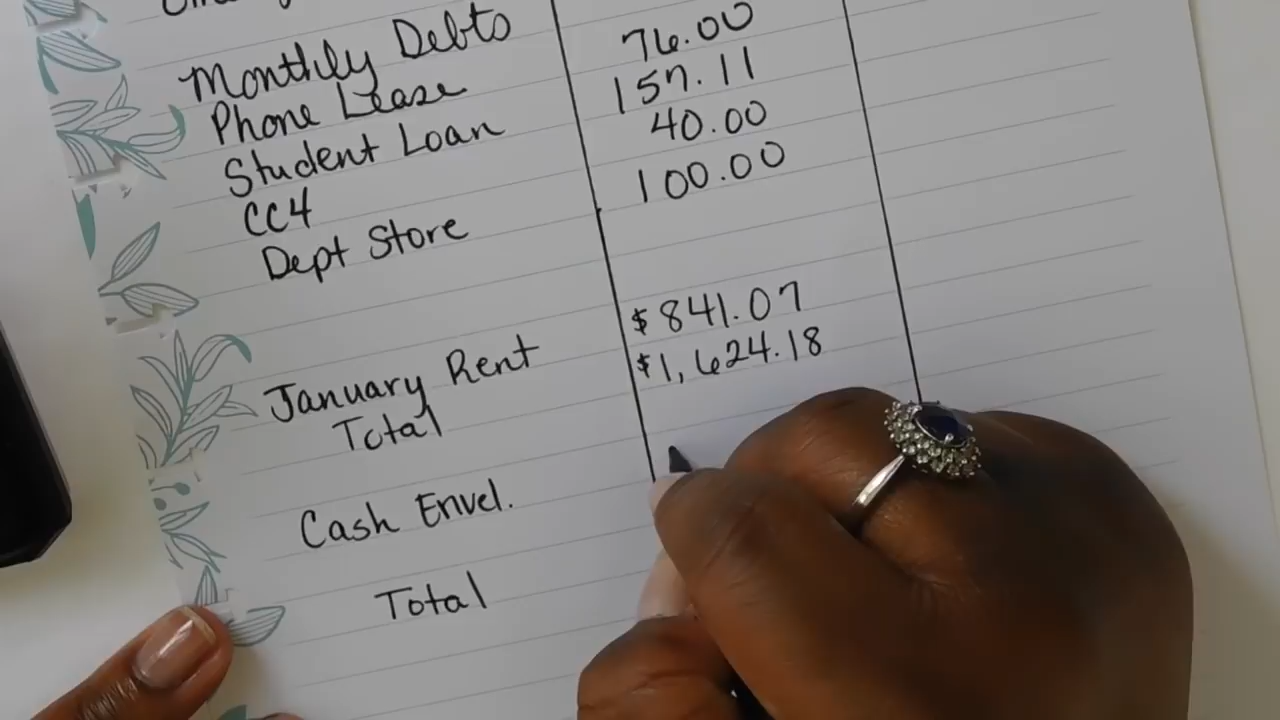 Monthly Debts
Phone Lease 76.00
Student Loan 157.11
CC4 40.00
Dept Store 100.00
January Rent $841.07
Total $1,624.18
Cash Envel.
Total